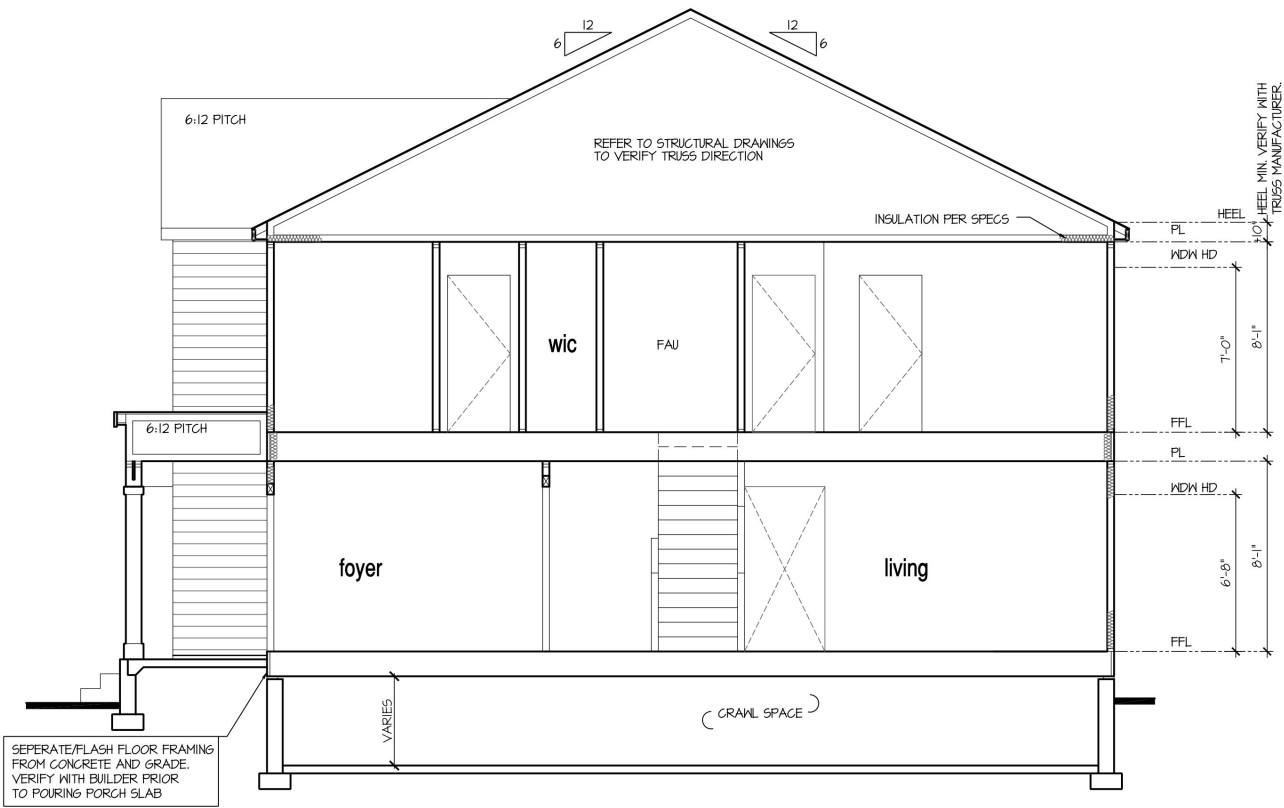 12
6
12
6
6:12 PITCH
REFER TO STRUCTURAL DRAWINGS
TO VERIFY TRUSS DIRECTION
INSULATION PER SPECS
HEEL
PL
WDW HD
10" HEEL MIN. VERIFY WITH
TRUSS MANUFACTURER.
wic
FAU
7'-0"
8'-1"
6:12 PITCH
FFL
PL
WDW HD
foyer
living
6'-8"
8'-1"
FFL
VARIES
CRAWL SPACE
SEPERATE/FLASH FLOOR FRAMING
FROM CONCRETE AND GRADE.
VERIFY WITH BUILDER PRIOR
TO POURING PORCH SLAB